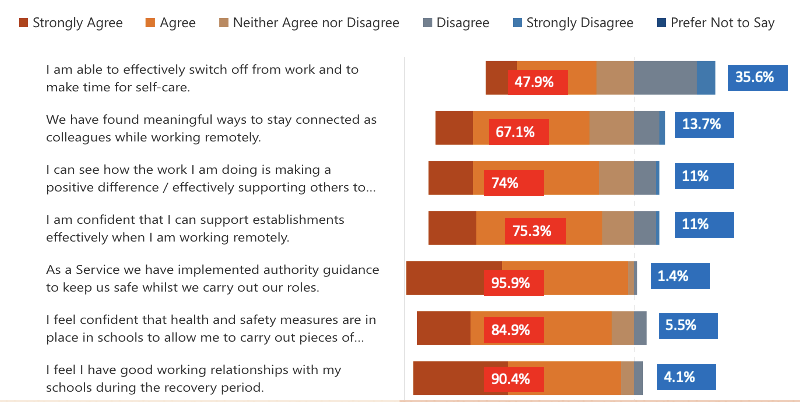 Strongly Agree Agree Neither Agree nor Disagree Disagree Strongly Disagree Prefer Not to Say
I am able to effectively switch off from work and to
make time for self-care.
47.9% 35.6%
We have found meaningful ways to stay connected as
colleagues while working remotely.
67.1% 13.7%
I can see how the work I am doing is making a
positive difference / effectively supporting others to...
74% 11%
I am confident that I can support establishments
effectively when I am working remotely.
75.3% 11%
As a Service we have implemented authority guidance
to keep us safe whilst we carry out our roles.
95.9% 1.4%
I feel confident that health and safety measures are in
place in schools to allow me to carry out pieces of...
84.9% 5.5%
I feel I have good working relationships with my
schools during the recovery period.
90.4% 4.1%